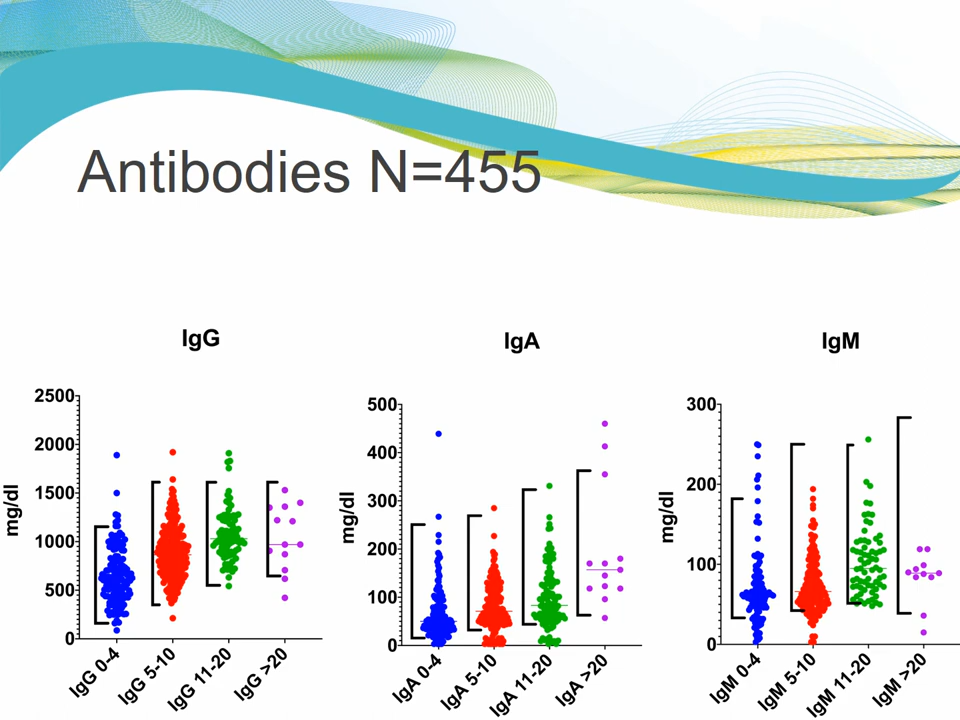 Antibodies N=455
IgG
IgA
IgM
2500
2000
1500
1000
500
0
mg/dl
IgG 0-4
IgG 5-10
IgG 11-20
IgG >20
500
400
300
200
100
0
mg/dl
IgA 0-4
IgA 5-10
IgA 11-20
IgA >20
300
200
100
0
mg/dl
IgM 0-4
IgM 5-10
IgM 11-20
IgM >20